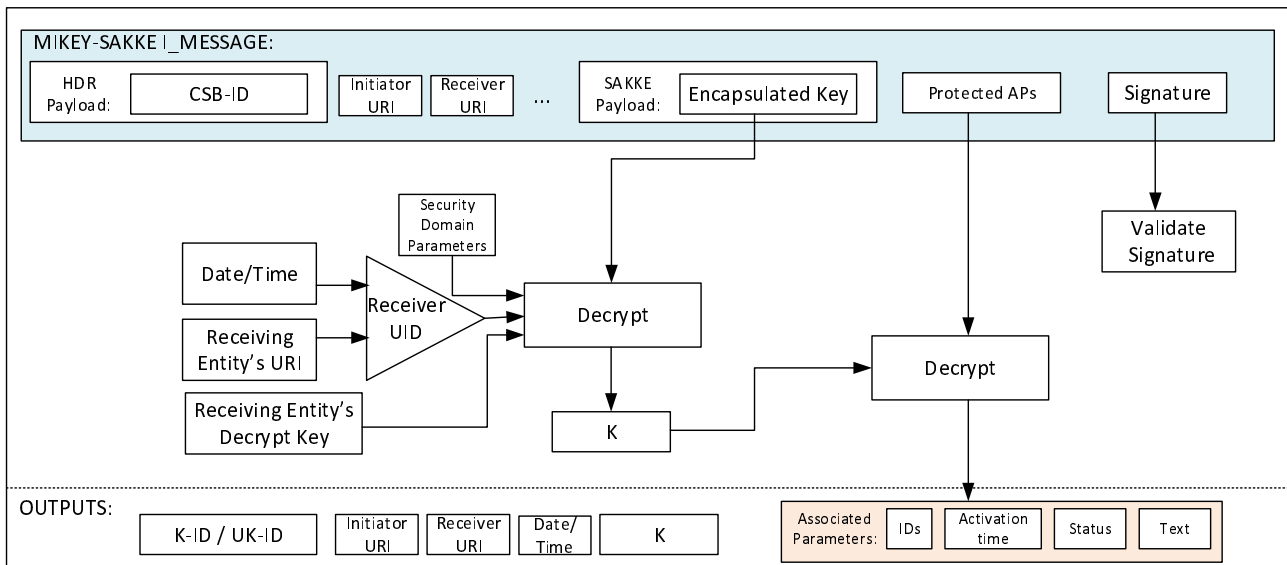 MIKEY-SAKKE I_MESSAGE:
HDR
Payload:
CSB-ID
Initiator
URI
Receiver
URI
...
SAKKE
Payload:
Encapsulated Key
Protected APs
Signature
Security
Domain
Parameters
Validate
Signature
Date/Time
Receiver
UID
Decrypt
Receiving
Entity's URI
Decrypt
Receiving Entity's
Decrypt Key
K
OUTPUTS:
K-ID / UK-ID
Initiator
URI
Receiver
URI
Date/
Time
K
Associated
Parameters:
IDs
Activation
time
Status
Text